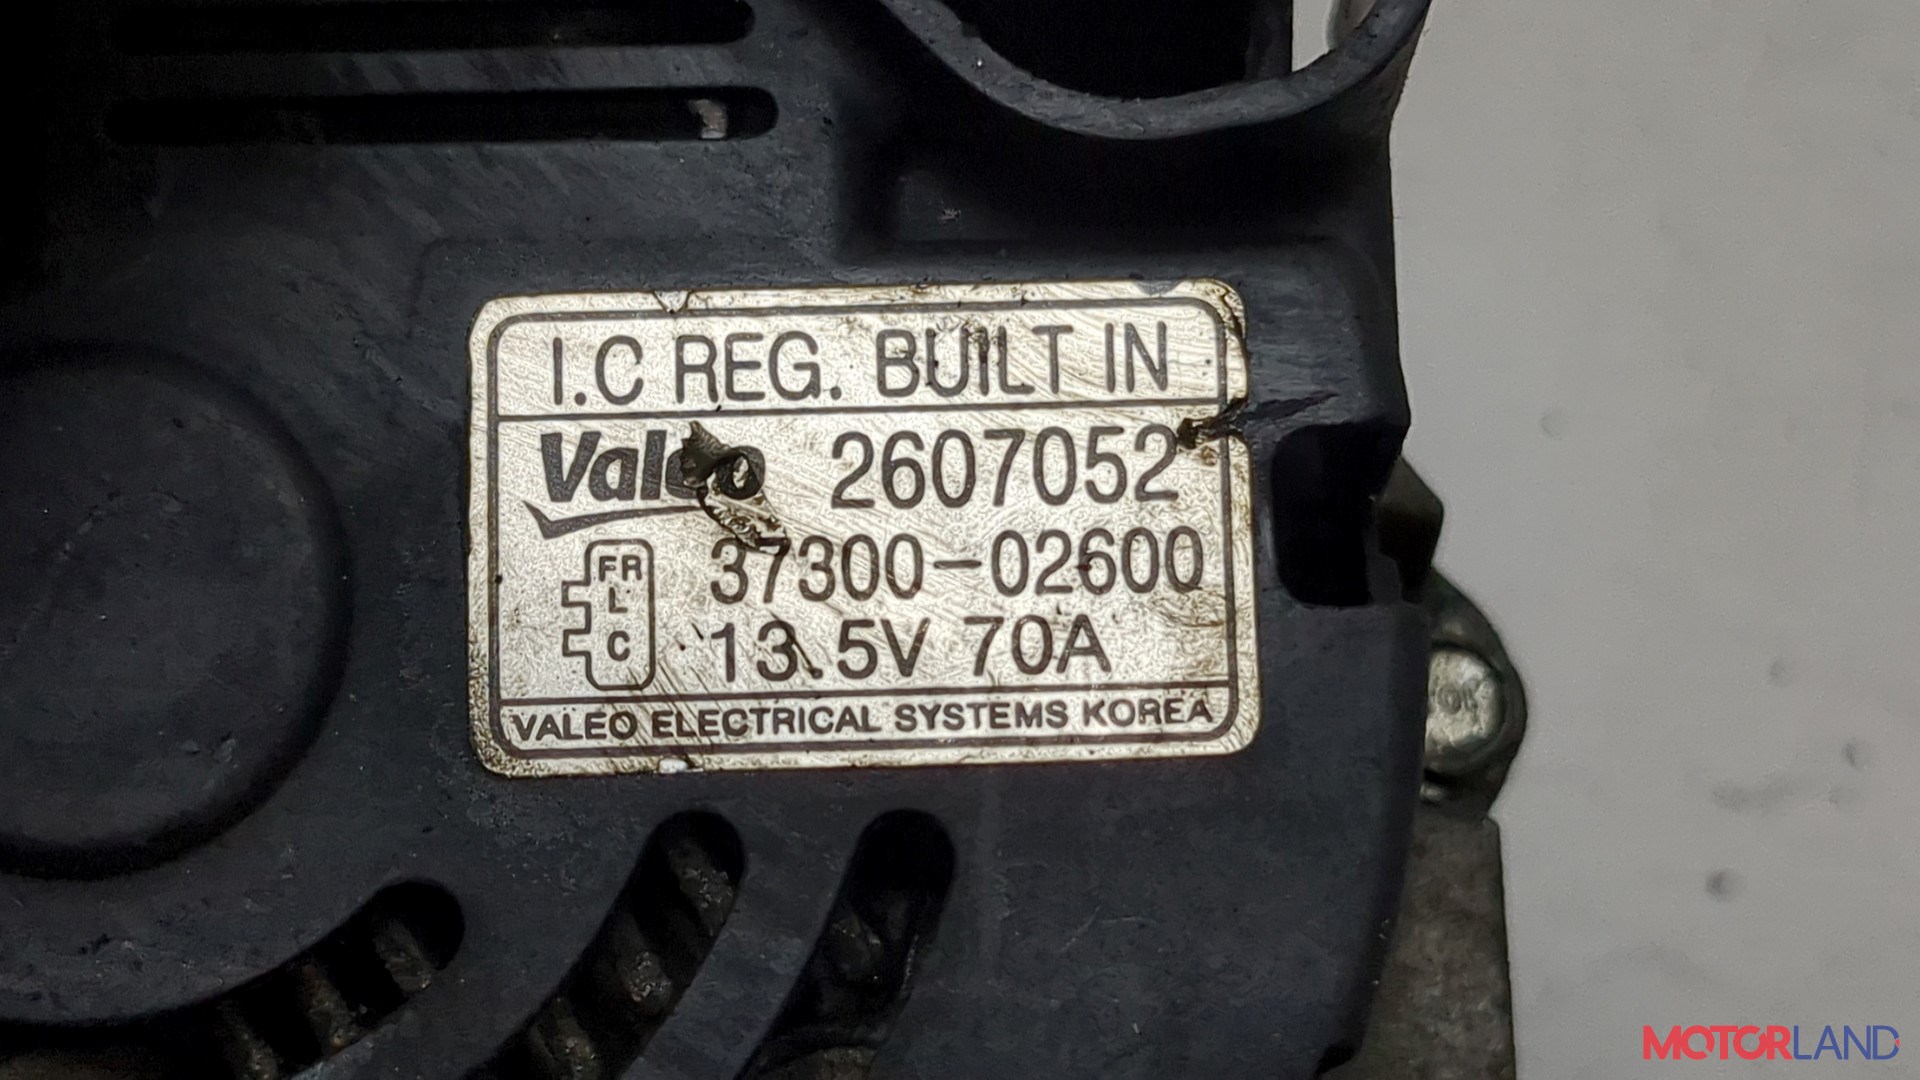 I.C REG. BUILT IN
Valeo 2607052
FR
L
C
37300-02600
13.5V 70A
VALEO ELECTRICAL SYSTEMS KOREA
MOTORLAND